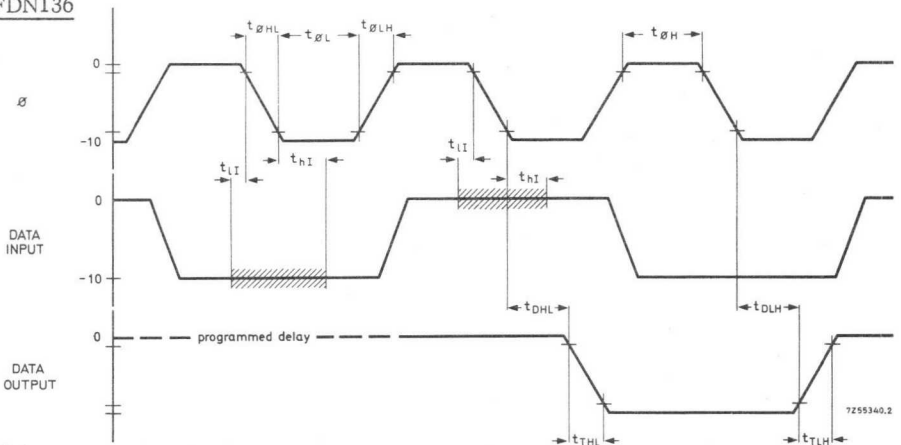 FDN136
tøHL tøL tøLH tøH
0
ø
-10
tlI thI tlI thI
0
DATA
INPUT
-10
tDHL tDLH
0 programmed delay
DATA
OUTPUT
7Z55340.2
tTHL tTLH